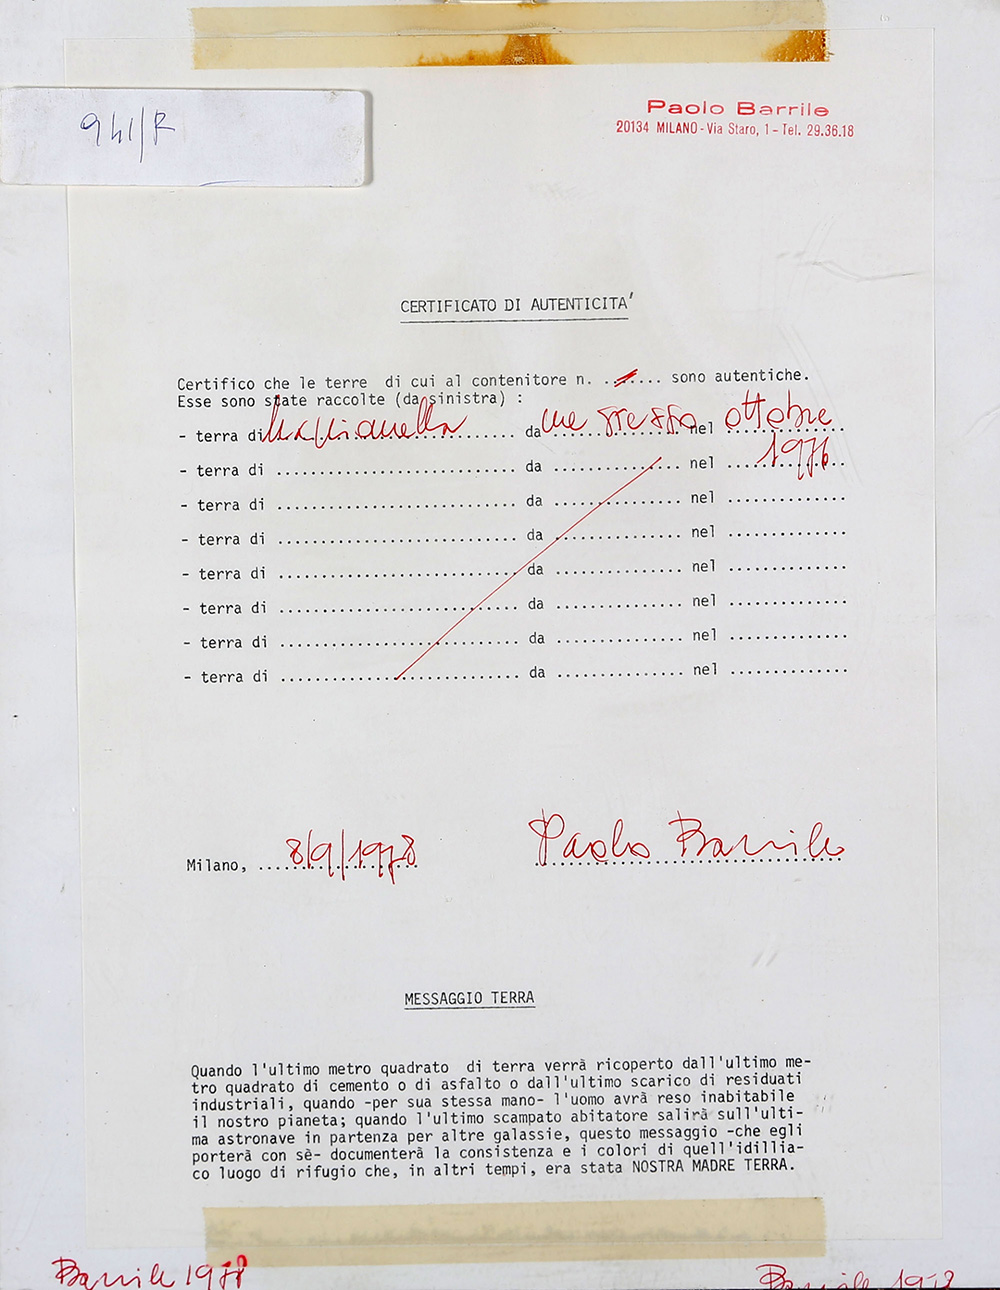 941/R
Paolo Barrile
20134 MILANO - Via Staro, 1 - Tel. 29.36.18
CERTIFICATO DI AUTENTICITA'
Certifico che le terre di cui al contenitore n. ........ sono autentiche.
Esse sono state raccolte (da sinistra) :
- terra di .......... da me stesso nel ottobre
1976
- terra di .......................... da .............. nel .............
- terra di .......................... da .............. nel .............
- terra di .......................... da .............. nel .............
- terra di .......................... da .............. nel .............
- terra di .......................... da .............. nel .............
- terra di .......................... da .............. nel .............
- terra di .......................... da .............. nel .............
Milano, 8/9/1978 Paolo Barrile
MESSAGGIO TERRA
Quando l'ultimo metro quadrato di terra verrà ricoperto dall'ultimo me-
tro quadrato di cemento o di asfalto o dall'ultimo scarico di residuati
industriali, quando -per sua stessa mano- l'uomo avrà reso inabitabile
il nostro pianeta; quando l'ultimo scampato abitatore salirà sull'ulti-
ma astronave in partenza per altre galassie, questo messaggio -che egli
porterà con sè- documenterà la consistenza e i colori di quell'idillia-
co luogo di rifugio che, in altri tempi, era stata NOSTRA MADRE TERRA.
Barrile 1978
Barrile 1978